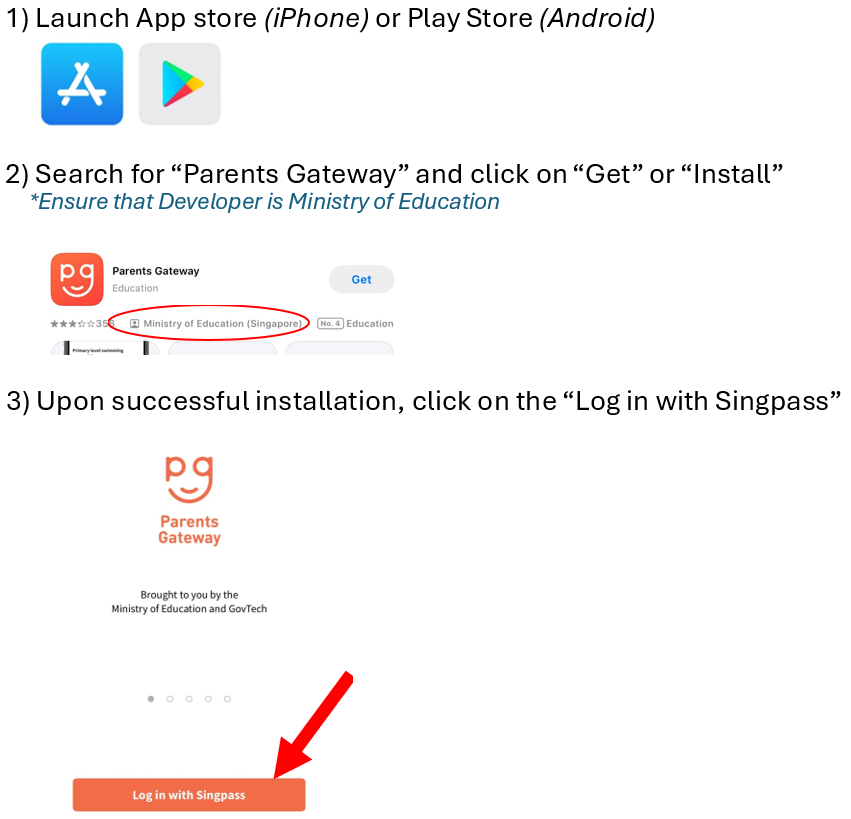 1) Launch App store (iPhone) or Play Store (Android)
2) Search for “Parents Gateway” and click on “Get” or “Install”
*Ensure that Developer is Ministry of Education
pg
Parents Gateway
Education
Get
★★★☆☆356 Ministry of Education (Singapore) No. 4 Education
Primary level swimming
3) Upon successful installation, click on the “Log in with Singpass”
pg
Parents
Gateway
Brought to you by the
Ministry of Education and GovTech
Log in with Singpass